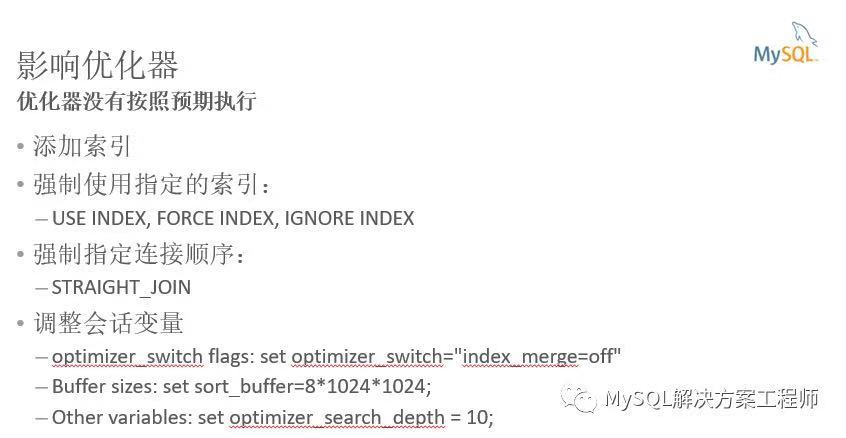 MySQL
影响优化器
优化器没有按照预期执行
• 添加索引
• 强制使用指定的索引：
– USE INDEX, FORCE INDEX, IGNORE INDEX
• 强制指定连接顺序：
– STRAIGHT_JOIN
• 调整会话变量
– optimizer_switch flags: set optimizer_switch="index_merge=off"
– Buffer sizes: set sort_buffer=8*1024*1024;
– Other variables: set optimizer_search_depth = 10;
MySQL解决方案工程师